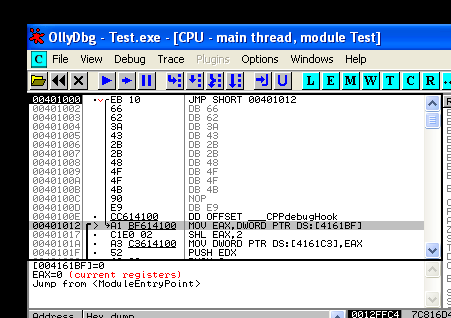 OllyDbg - Test.exe - [CPU - main thread, module Test]
C File View Debug Trace Plugins Options Windows Help
L E M W T C R
00401000 EB 10 JMP SHORT 00401012
00401002 66 DB 66
00401003 62 DB 62
00401004 3A DB 3A
00401005 43 DB 43
00401006 2B DB 2B
00401007 2B DB 2B
00401008 48 DB 48
00401009 4F DB 4F
0040100A 4F DB 4F
0040100B 4B DB 4B
0040100C 90 NOP
0040100D E9 DB E9
0040100E CC614100 DD OFFSET ___CPPdebugHook
00401012 > A1 BF614100 MOV EAX,DWORD PTR DS:[4161BF]
00401017 C1E0 02 SHL EAX,2
0040101A A3 C3614100 MOV DWORD PTR DS:[4161C3],EAX
0040101F 52 PUSH EDX
[004161BF]=0
EAX=0 (current registers)
Jump from <ModuleEntryPoint>
Address Hex dump 0012FFC4 7C816D4